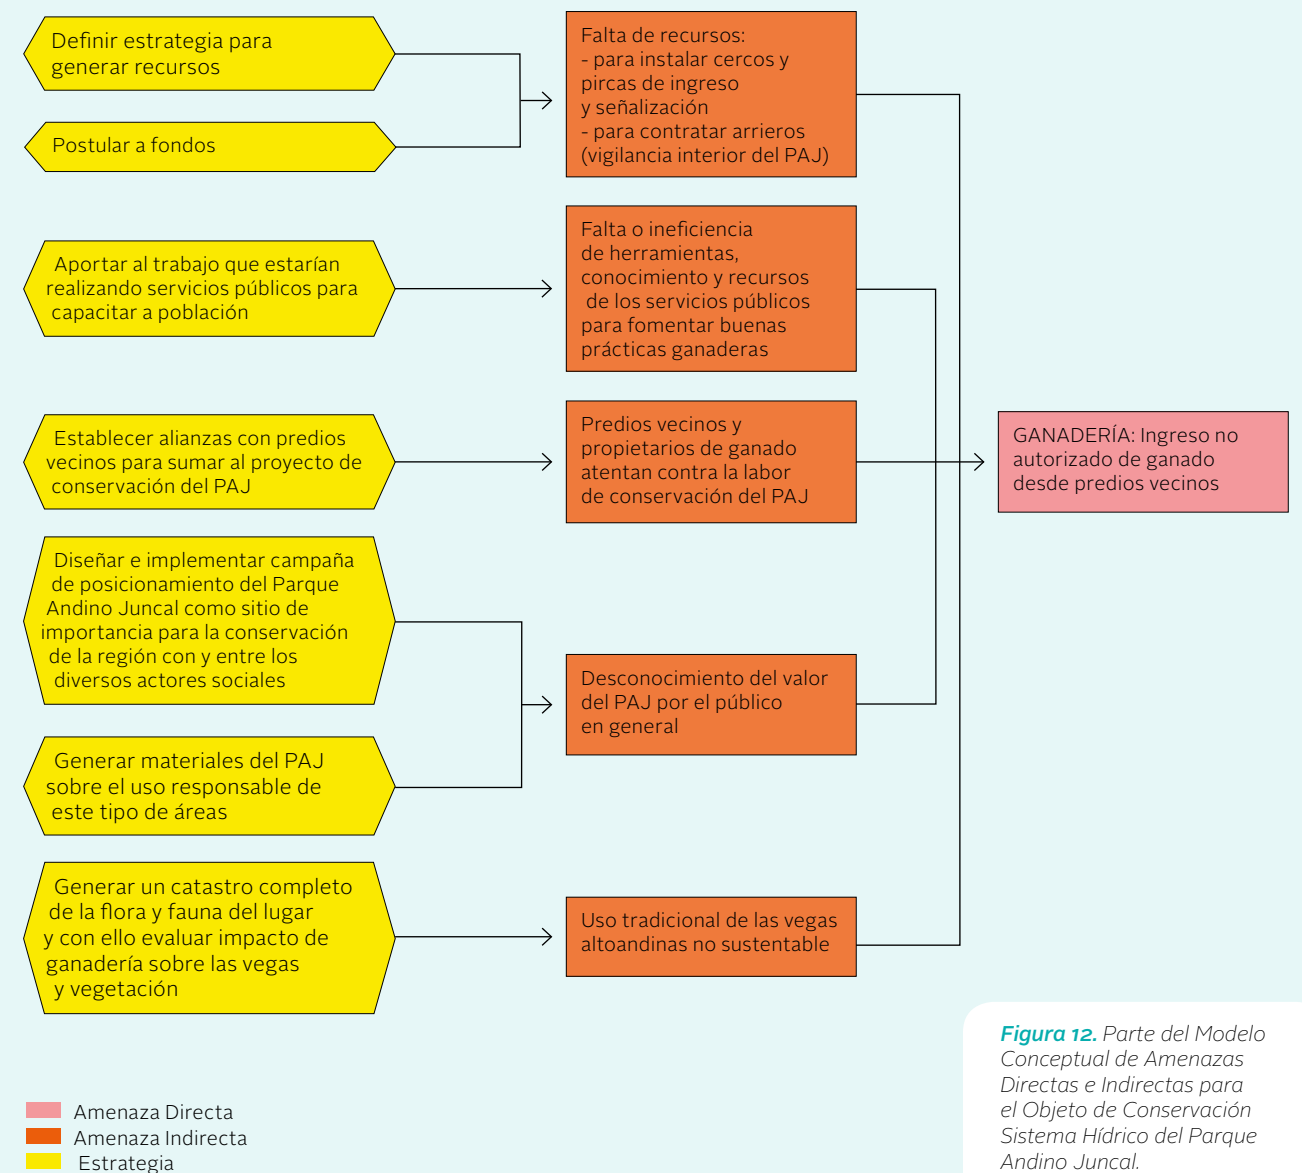 Definir estrategia para
generar recursos
Postular a fondos
Falta de recursos:
- para instalar cercos y
pircas de ingreso
y señalización
- para contratar arrieros
(vigilancia interior del PAJ)
Aportar al trabajo que estarían
realizando servicios públicos para
capacitar a población
Falta o ineficiencia
de herramientas,
conocimiento y recursos
de los servicios públicos
para fomentar buenas
prácticas ganaderas
Establecer alianzas con predios
vecinos para sumar al proyecto de
conservación del PAJ
Predios vecinos y
propietarios de ganado
atentan contra la labor
de conservación del PAJ
GANADERÍA: Ingreso no
autorizado de ganado
desde predios vecinos
Diseñar e implementar campaña
de posicionamiento del Parque
Andino Juncal como sitio de
importancia para la conservación
de la región con y entre los
diversos actores sociales
Generar materiales del PAJ
sobre el uso responsable de
este tipo de áreas
Desconocimiento del valor
del PAJ por el público
en general
Generar un catastro completo
de la flora y fauna del lugar
y con ello evaluar impacto de
ganadería sobre las vegas
y vegetación
Uso tradicional de las vegas
altoandinas no sustentable
Amenaza Directa
Amenaza Indirecta
Estrategia
Figura 12. Parte del Modelo
Conceptual de Amenazas
Directas e Indirectas para
el Objeto de Conservación
Sistema Hídrico del Parque
Andino Juncal.